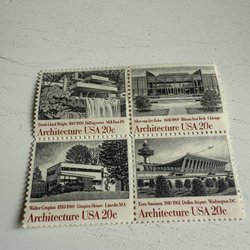 Frank Lloyd Wright 1867-1959 Fallingwater Mill Run PA
Architecture USA 20c
Mies van der Rohe 1886-1969 Illinois Inst Tech Chicago
Architecture USA 20c
Walter Gropius 1883-1969 Gropius House Lincoln MA
Architecture USA 20c
Eero Saarinen 1910-1961 Dulles Airport Washington DC
Architecture USA 20c